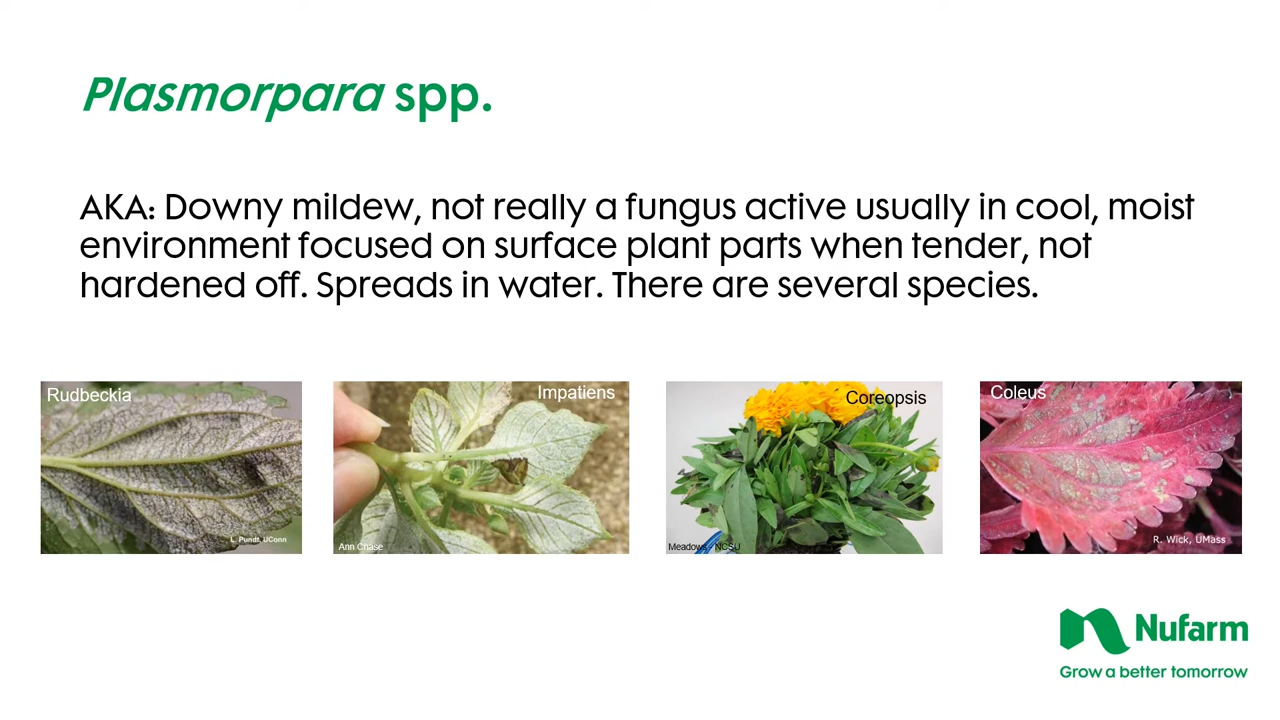 Plasmorpara spp.
AKA: Downy mildew, not really a fungus active usually in cool, moist
environment focused on surface plant parts when tender, not
hardened off. Spreads in water. There are several species.
Rudbeckia
L. Pundt, UConn
Impatiens
Ann Chase
Coreopsis
Meadows - NCSU
Coleus
R. Wick, UMass
Nufarm
Grow a better tomorrow